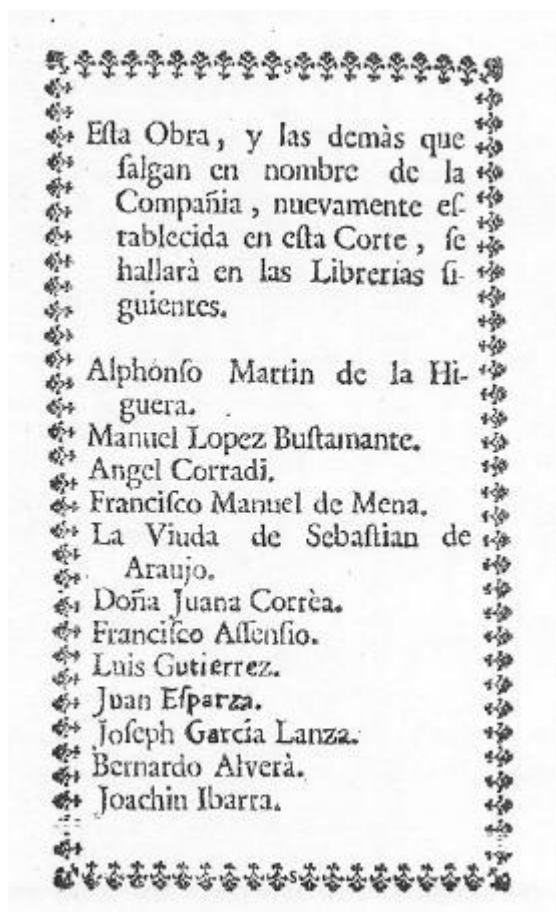 Eſta Obra, y las demàs que
ſalgan en nombre de la
Compañia, nuevamente eſ-
tablecida en eſta Corte, ſe
hallarà en las Librerias ſi-
guientes.
Alphonſo Martin de la Hi-
guera.
Manuel Lopez Buſtamante.
Angel Corradi.
Franciſco Manuel de Mena.
La Viuda de Sebaſtian de
Araujo.
Doña Juana Corrèa.
Franciſco Aſſenſio.
Luis Gutierrez.
Juan Eſparza.
Joſeph García Lanza.
Bernardo Alverà.
Joachin Ibarra.